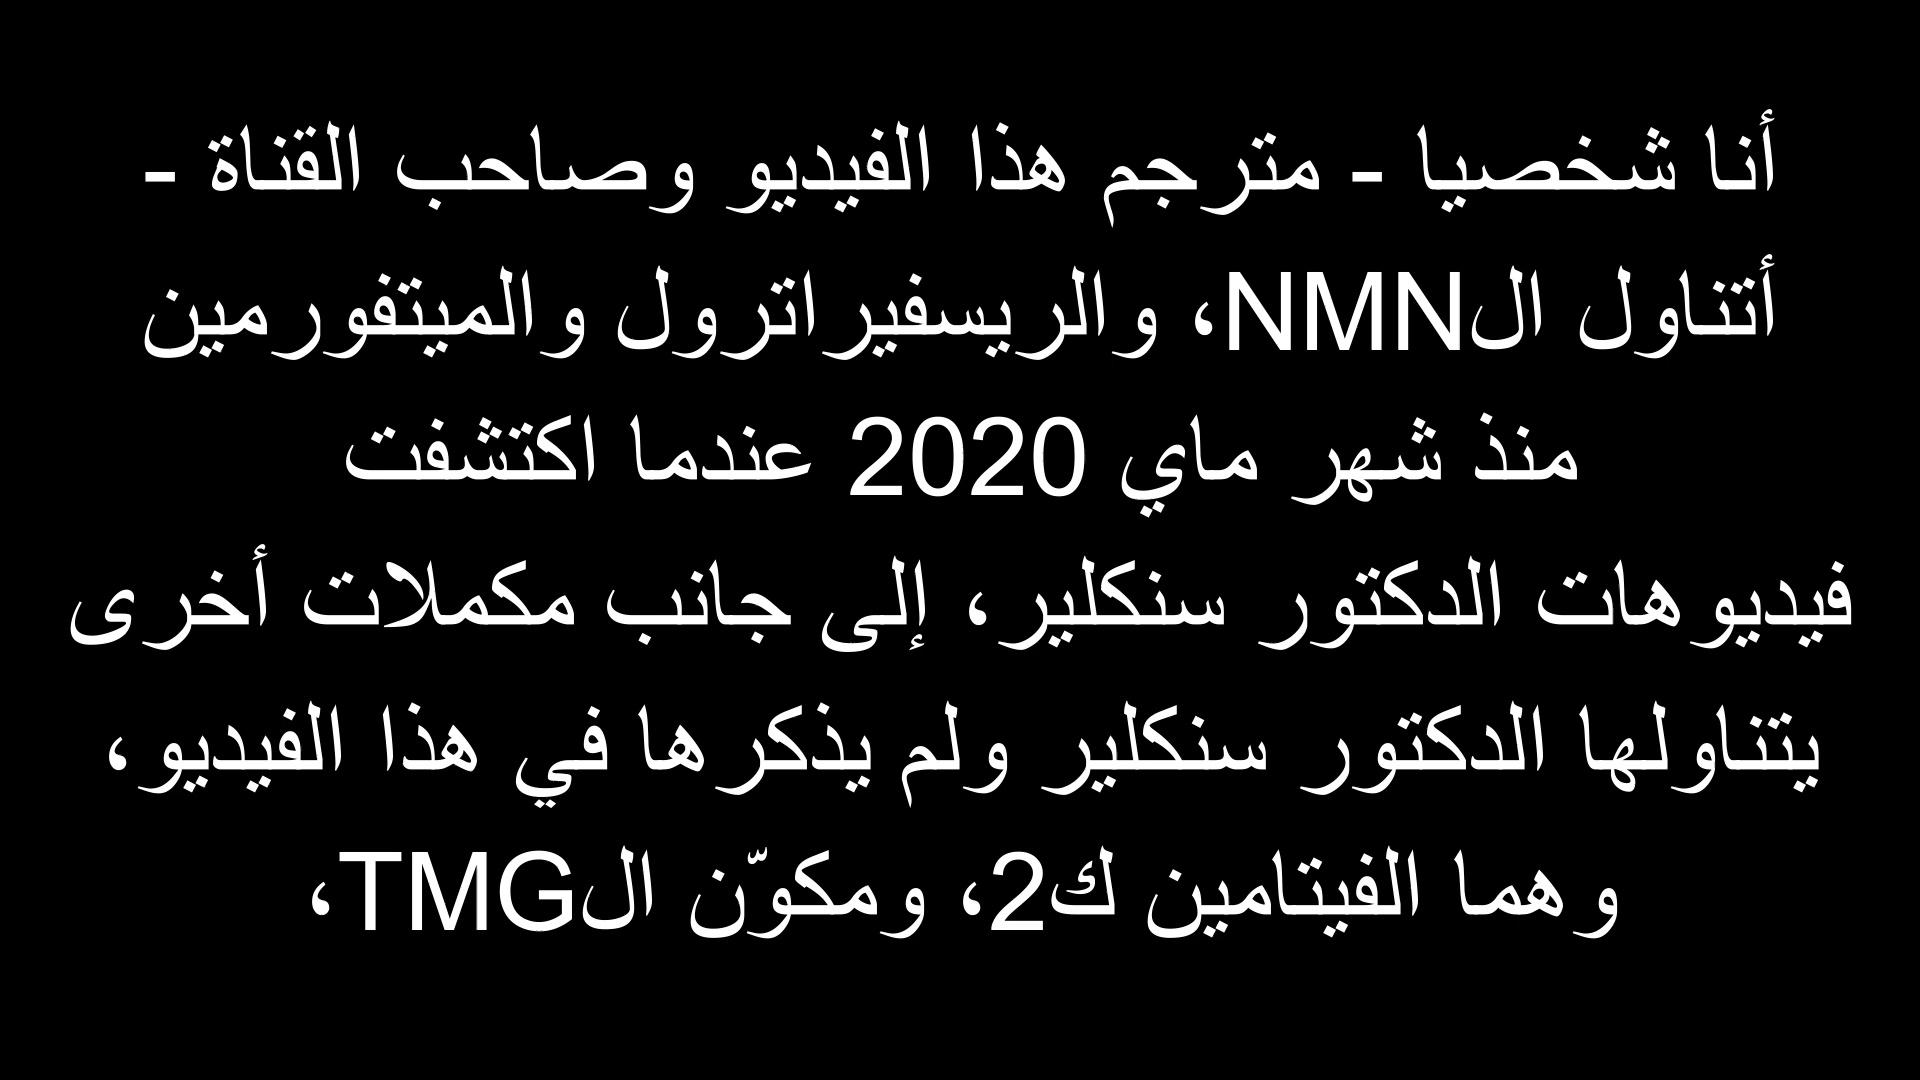 أنا شخصيا - مترجم هذا الفيديو وصاحب القناة -
أتناول الNMN، والريسفيراترول والميتفورمين
منذ شهر ماي 2020 عندما اكتشفت
فيديوهات الدكتور سنكلير، إلى جانب مكملات أخرى
يتناولها الدكتور سنكلير ولم يذكرها في هذا الفيديو،
وهما الفيتامين ك2، ومكوّن الTMG،